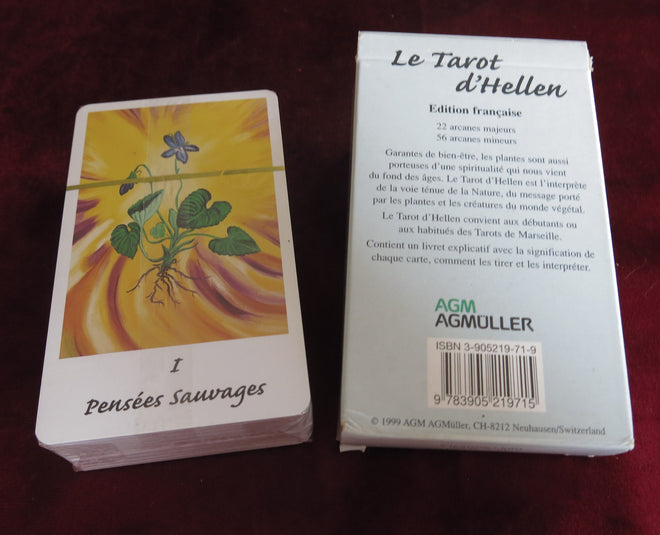 I
Pensées Sauvages
Le Tarot
d'Hellen
Edition française
22 arcanes majeurs
56 arcanes mineurs
Garantes de bien-être, les plantes sont aussi
porteuses d'une spiritualité qui nous vient
du fond des âges. Le Tarot d'Hellen est l'interprète
de la voie ténue de la Nature, du message porté
par les plantes et les créatures du monde végétal.
Le Tarot d'Hellen convient aux débutants ou
aux habitués des Tarots de Marseille.
Contient un livret explicatif avec la signification de
chaque carte, comment les tirer et les interpréter.
AGM
AGMÜLLER
ISBN 3-905219-71-9
9 783905 219715
© 1999 AGM AGMüller, CH-8212 Neuhausen/Switzerland